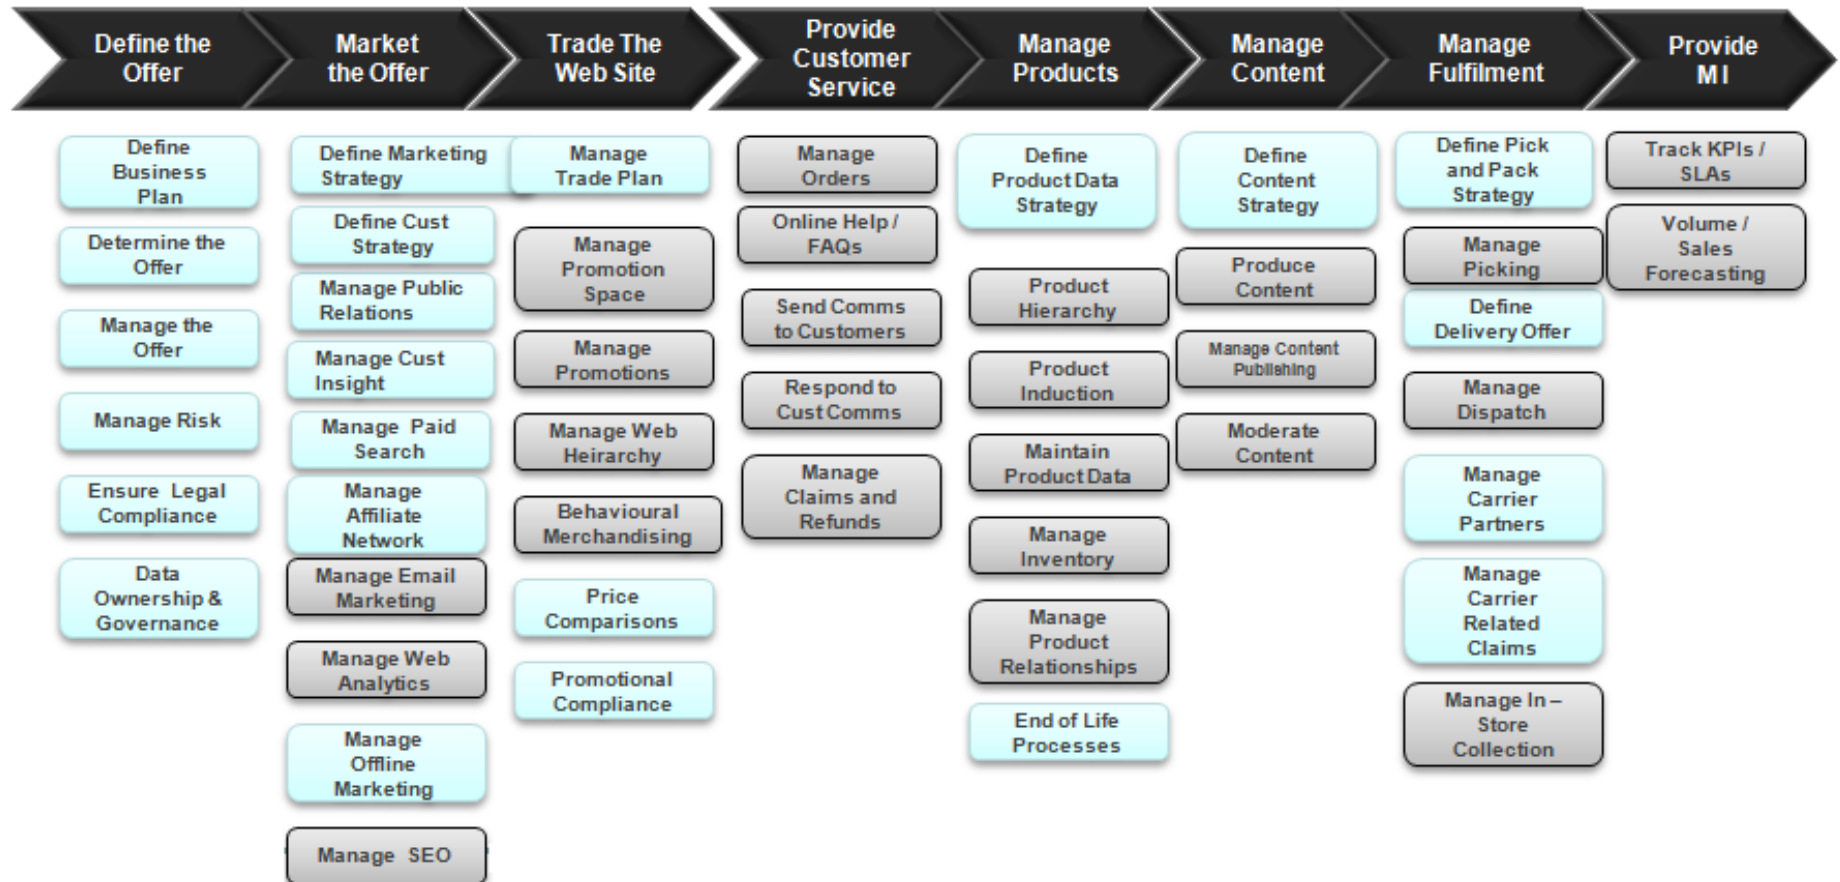 Define the
Offer
Market
the Offer
Trade The
Web Site
Provide
Customer
Service
Manage
Products
Manage
Content
Manage
Fulfilment
Provide
M I
Define
Business
Plan
Determine the
Offer
Manage the
Offer
Manage Risk
Ensure Legal
Compliance
Data
Ownership &
Governance
Define Marketing
Strategy
Define Cust
Strategy
Manage Public
Relations
Manage Cust
Insight
Manage Paid
Search
Manage
Affiliate
Network
Manage Email
Marketing
Manage Web
Analytics
Manage
Offline
Marketing
Manage SEO
Manage
Trade Plan
Manage
Promotion
Space
Manage
Promotions
Manage Web
Heirarchy
Behavioural
Merchandising
Price
Comparisons
Promotional
Compliance
Manage
Orders
Online Help /
FAQs
Send Comms
to Customers
Respond to
Cust Comms
Manage
Claims and
Refunds
Define
Product Data
Strategy
Product
Hierarchy
Product
Induction
Maintain
Product Data
Manage
Inventory
Manage
Product
Relationships
End of Life
Processes
Define
Content
Strategy
Produce
Content
Manage Content
Publishing
Moderate
Content
Define Pick
and Pack
Strategy
Manage
Picking
Define
Delivery Offer
Manage
Dispatch
Manage
Carrier
Partners
Manage
Carrier
Related
Claims
Manage In –
Store
Collection
Track KPIs /
SLAs
Volume /
Sales
Forecasting